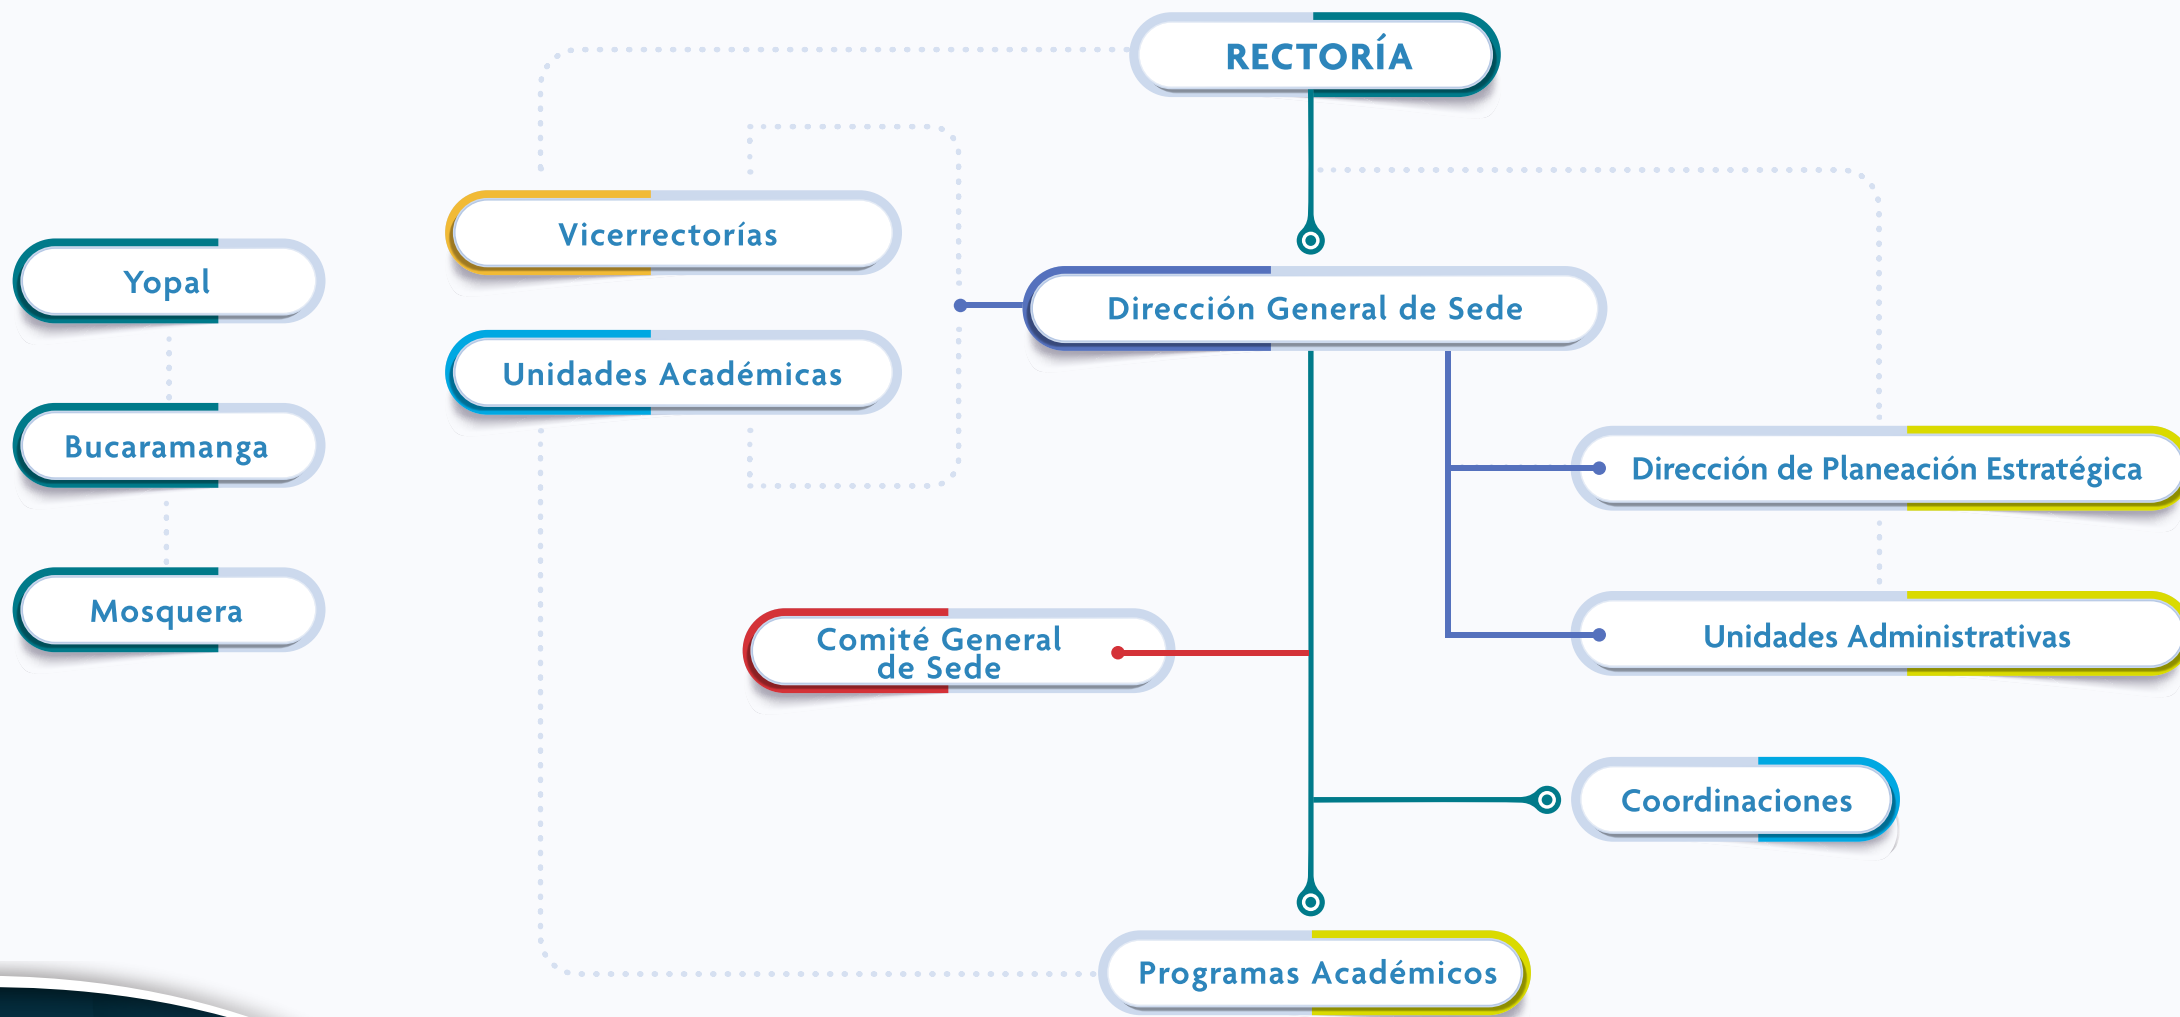 RECTORÍA
Vicerrectorías
Yopal
Dirección General de Sede
Unidades Académicas
Bucaramanga
Dirección de Planeación Estratégica
Mosquera
Comité General
de Sede
Unidades Administrativas
Coordinaciones
Programas Académicos